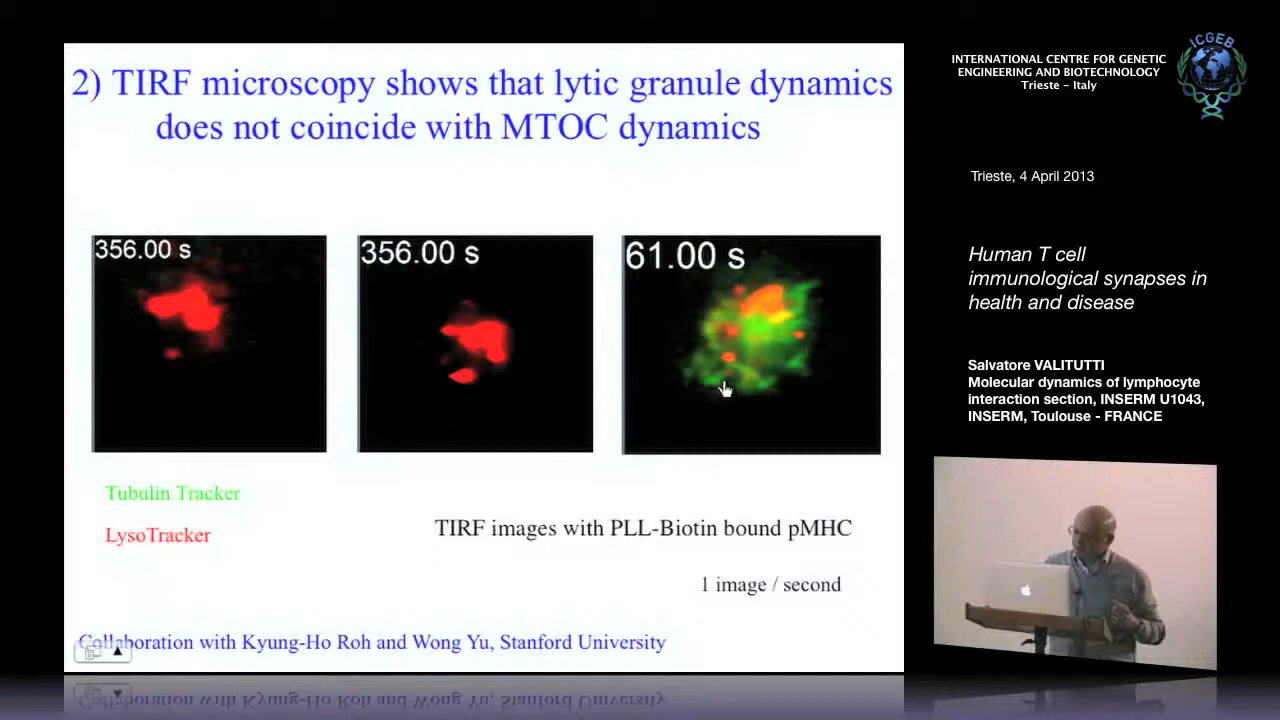 2) TIRF microscopy shows that lytic granule dynamics
does not coincide with MTOC dynamics
356.00 s
356.00 s
61.00 s
Tubulin Tracker
LysoTracker
TIRF images with PLL-Biotin bound pMHC
1 image / second
Collaboration with Kyung-Ho Roh and Wong Yu, Stanford University
ICGEB
INTERNATIONAL CENTRE FOR GENETIC
ENGINEERING AND BIOTECHNOLOGY
Trieste - Italy
Trieste, 4 April 2013
Human T cell
immunological synapses in
health and disease
Salvatore VALITUTTI
Molecular dynamics of lymphocyte
interaction section, INSERM U1043,
INSERM, Toulouse - FRANCE